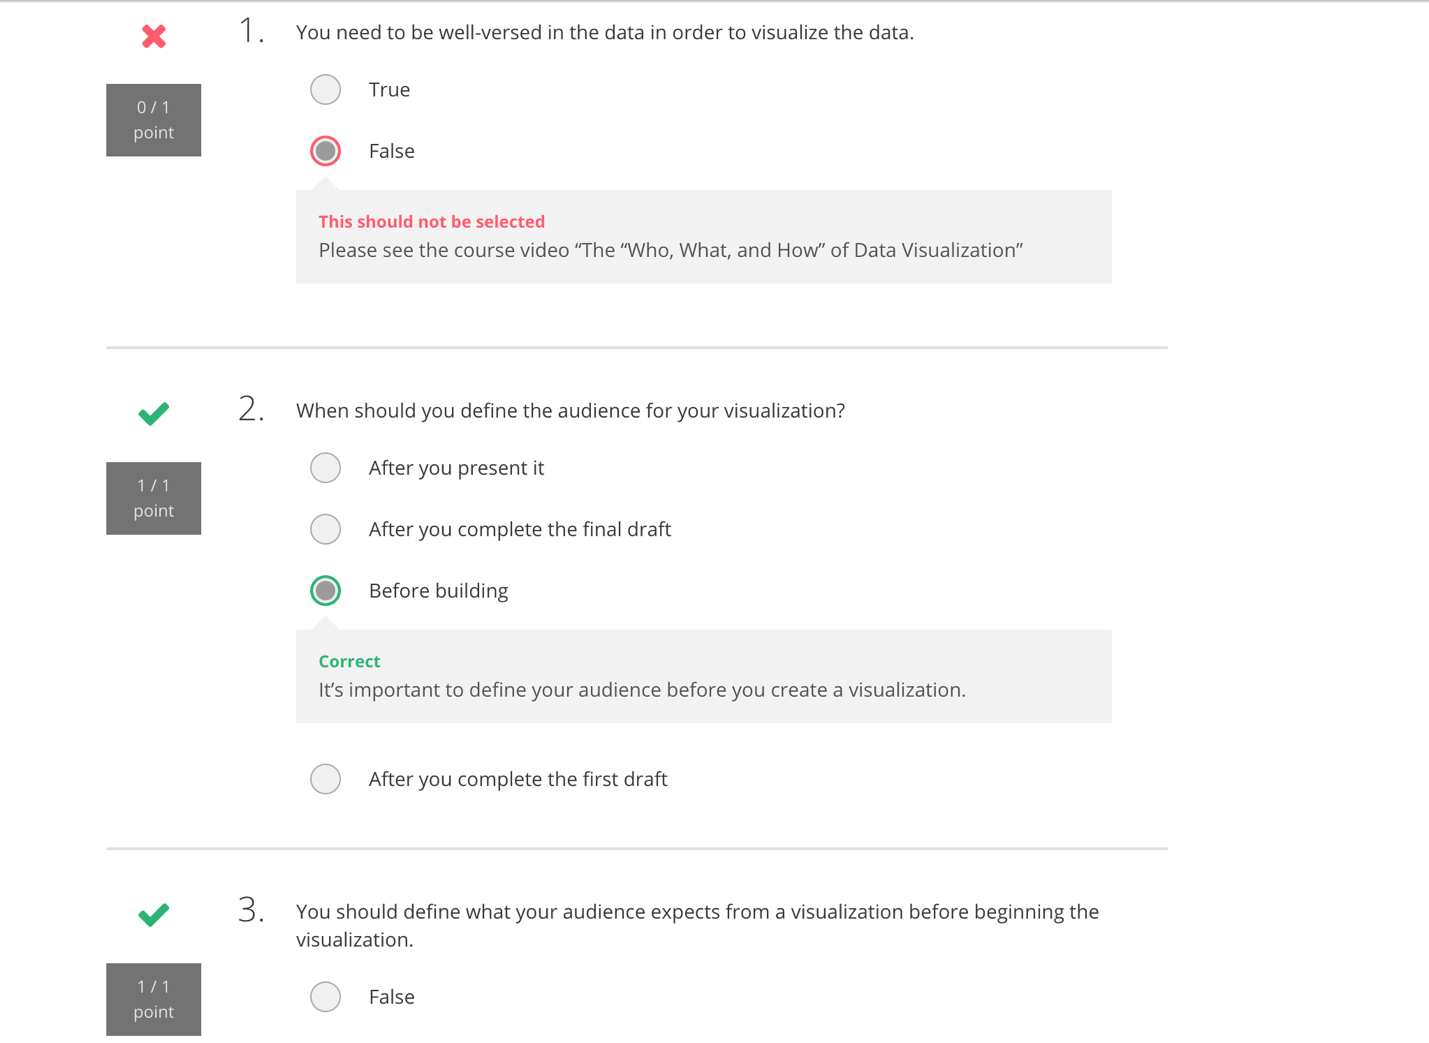 1. You need to be well-versed in the data in order to visualize the data.
0 / 1
point
True
False
This should not be selected
Please see the course video “The “Who, What, and How” of Data Visualization”
2. When should you define the audience for your visualization?
1 / 1
point
After you present it
After you complete the final draft
Before building
Correct
It’s important to define your audience before you create a visualization.
After you complete the first draft
3. You should define what your audience expects from a visualization before beginning the
visualization.
1 / 1
point
False